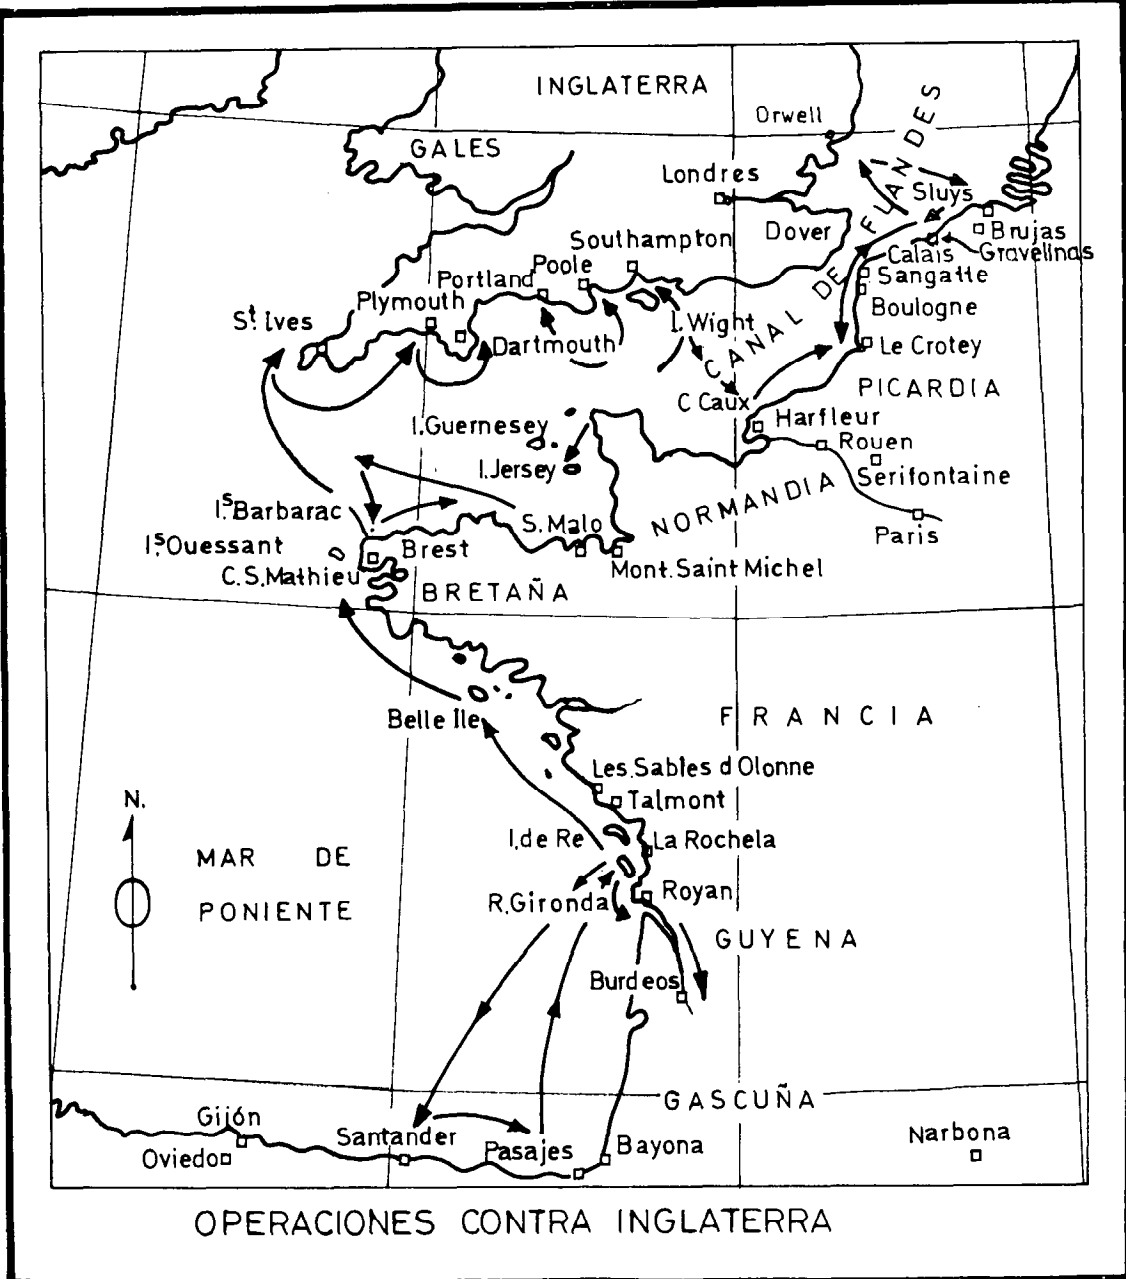 INGLATERRA
Orwell
GALES
Londres
Sluys
Dover
Brujas
Southampton
Calais
Gravelinas
Poole
Portland
Sangatte
Plymouth
Boulogne
St. Ives
I. Wight
Dartmouth
Le Crotey
CANAL DE FLANDES
PICARDIA
C Caux
Harfleur
I. Guernesey
Rouen
I. Jersey
Serifontaine
NORMANDIA
Is. Barbarac
S. Malo
Paris
Is. Ouessant
Brest
C.S. Mathieu
Mont. Saint Michel
BRETAÑA
Belle Ile
FRANCIA
Les. Sables d Olonne
Talmont
N.
I. de Re
La Rochela
MAR DE
PONIENTE
R. Gironda
Royan
GUYENA
Burdeos
GASCUÑA
Gijón
Santander
Pasajes
Bayona
Narbona
Oviedo
OPERACIONES CONTRA INGLATERRA